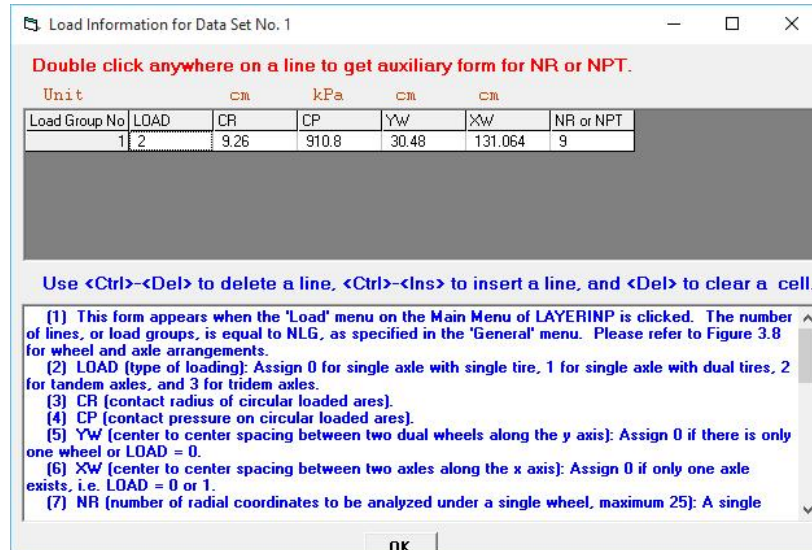 Load Information for Data Set No. 1
Double click anywhere on a line to get auxiliary form for NR or NPT.
Unit cm kPa cm cm
Load Group No LOAD CR CP YW XW NR or NPT
1 2 9.26 910.8 30.48 131.064 9
Use <Ctrl>-<Del> to delete a line, <Ctrl>-<Ins> to insert a line, and <Del> to clear a cell.
(1) This form appears when the 'Load' menu on the Main Menu of LAYERINP is clicked. The number
of lines, or load groups, is equal to NLG, as specified in the 'General' menu. Please refer to Figure 3.8
for wheel and axle arrangements.
(2) LOAD (type of loading): Assign 0 for single axle with single tire, 1 for single axle with dual tires, 2
for tandem axles, and 3 for tridem axles.
(3) CR (contact radius of circular loaded ares).
(4) CP (contact pressure on circular loaded ares).
(5) YW (center to center spacing between two dual wheels along the y axis): Assign 0 if there is only
one wheel or LOAD = 0.
(6) XW (center to center spacing between two axles along the x axis): Assign 0 if only one axle
exists, i.e. LOAD = 0 or 1.
(7) NR (number of radial coordinates to be analyzed under a single wheel, maximum 25): A single
OK